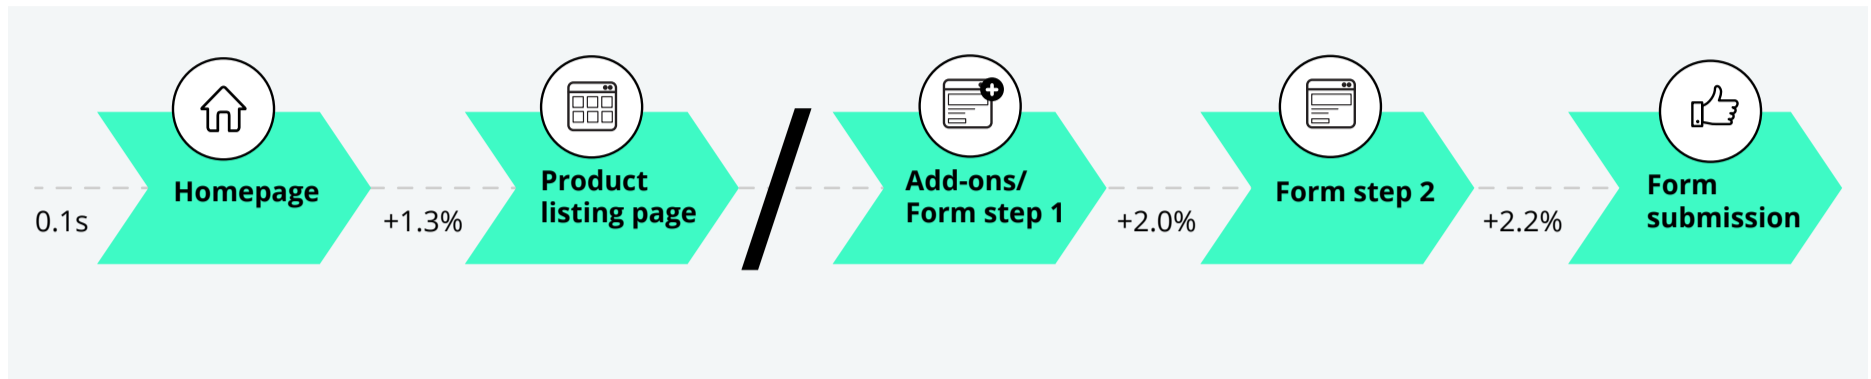 0.1s
Homepage
+1.3%
Product
listing page
Add-ons/
Form step 1
+2.0%
Form step 2
+2.2%
Form
submission